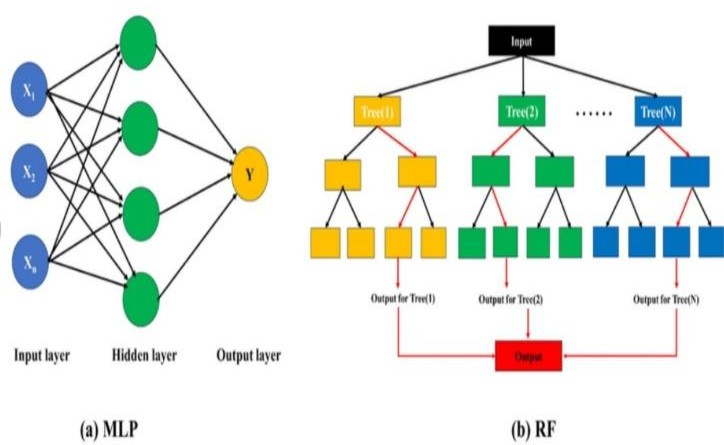 X₁
X₂
Xₙ
Y
Input layer Hidden layer Output layer
(a) MLP
Input
Tree(1) Tree(2) ...... Tree(N)
Output for Tree(1) Output for Tree(2) Output for Tree(N)
Output
(b) RF